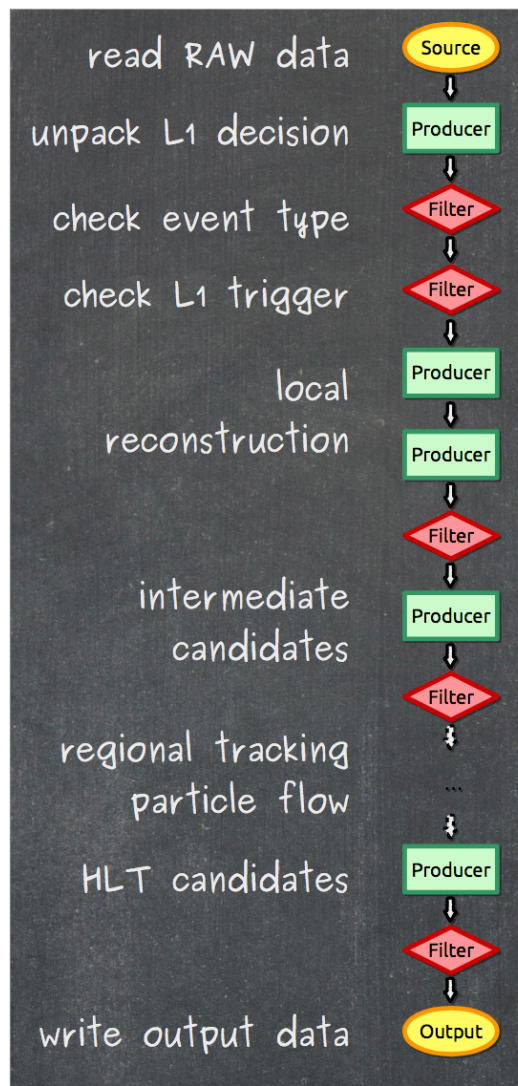 read RAW data
Source
unpack L1 decision
Producer
check event type
Filter
check L1 trigger
Filter
local
Producer
reconstruction
Producer
Filter
intermediate
Producer
candidates
Filter
regional tracking
particle flow
...
HLT candidates
Producer
Filter
write output data
Output